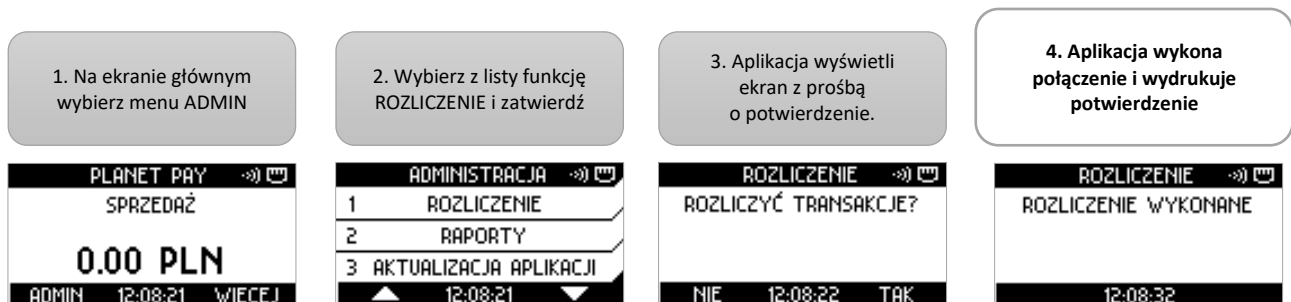 1. Na ekranie głównym
wybierz menu ADMIN
2. Wybierz z listy funkcję
ROZLICZENIE i zatwierdź
3. Aplikacja wyświetli
ekran z prośbą
o potwierdzenie.
4. Aplikacja wykona
połączenie i wydrukuje
potwierdzenie
PLANET PAY
SPRZEDAŻ
0.00 PLN
ADMIN 12:08:21 WIĘCEJ
ADMINISTRACJA
1 ROZLICZENIE
2 RAPORTY
3 AKTUALIZACJA APLIKACJI
12:08:21
ROZLICZENIE
ROZLICZYĆ TRANSAKCJE?
NIE 12:08:22 TAK
ROZLICZENIE
ROZLICZENIE WYKONANE
12:08:32